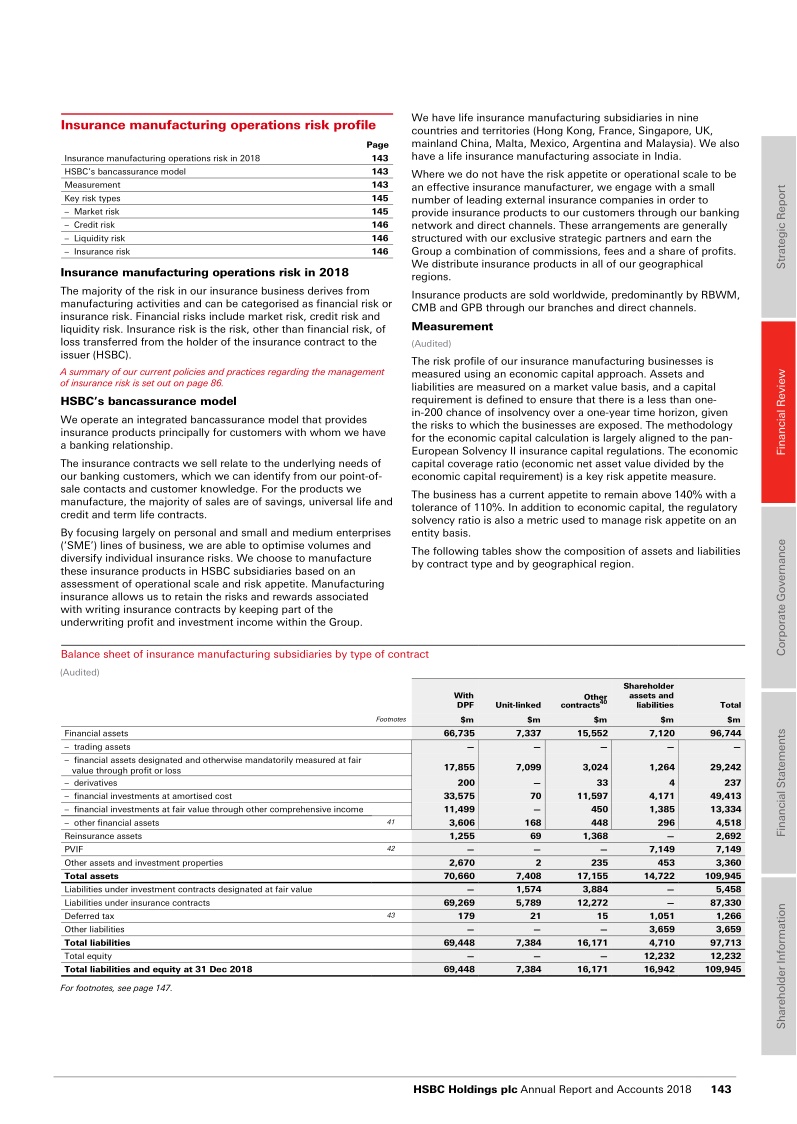 Insurance manufacturing operations risk profile
Page
Insurance manufacturing operations risk in 2018 143
HSBC's bancassurance model 143
Measurement 143
Key risk types 145
– Market risk 145
– Credit risk 146
– Liquidity risk 146
– Insurance risk 146
Insurance manufacturing operations risk in 2018
The majority of the risk in our insurance business derives from
manufacturing activities and can be categorised as financial risk or
insurance risk. Financial risks include market risk, credit risk and
liquidity risk. Insurance risk is the risk, other than financial risk, of
loss transferred from the holder of the insurance contract to the
issuer (HSBC).
A summary of our current policies and practices regarding the management
of insurance risk is set out on page 86.
HSBC's bancassurance model
We operate an integrated bancassurance model that provides
insurance products principally for customers with whom we have
a banking relationship.
The insurance contracts we sell relate to the underlying needs of
our banking customers, which we can identify from our point-of-
sale contacts and customer knowledge. For the products we
manufacture, the majority of sales are of savings, universal life and
credit and term life contracts.
By focusing largely on personal and small and medium enterprises
('SME') lines of business, we are able to optimise volumes and
diversify individual insurance risks. We choose to manufacture
these insurance products in HSBC subsidiaries based on an
assessment of operational scale and risk appetite. Manufacturing
insurance allows us to retain the risks and rewards associated
with writing insurance contracts by keeping part of the
underwriting profit and investment income within the Group.
We have life insurance manufacturing subsidiaries in nine
countries and territories (Hong Kong, France, Singapore, UK,
mainland China, Malta, Mexico, Argentina and Malaysia). We also
have a life insurance manufacturing associate in India.
Where we do not have the risk appetite or operational scale to be
an effective insurance manufacturer, we engage with a small
number of leading external insurance companies in order to
provide insurance products to our customers through our banking
network and direct channels. These arrangements are generally
structured with our exclusive strategic partners and earn the
Group a combination of commissions, fees and a share of profits.
We distribute insurance products in all of our geographical
regions.
Insurance products are sold worldwide, predominantly by RBWM,
CMB and GPB through our branches and direct channels.
Measurement
(Audited)
The risk profile of our insurance manufacturing businesses is
measured using an economic capital approach. Assets and
liabilities are measured on a market value basis, and a capital
requirement is defined to ensure that there is a less than one-
in-200 chance of insolvency over a one-year time horizon, given
the risks to which the businesses are exposed. The methodology
for the economic capital calculation is largely aligned to the pan-
European Solvency II insurance capital regulations. The economic
capital coverage ratio (economic net asset value divided by the
economic capital requirement) is a key risk appetite measure.
The business has a current appetite to remain above 140% with a
tolerance of 110%. In addition to economic capital, the regulatory
solvency ratio is also a metric used to manage risk appetite on an
entity basis.
The following tables show the composition of assets and liabilities
by contract type and by geographical region.
Balance sheet of insurance manufacturing subsidiaries by type of contract
(Audited)
With DPF Unit-linked Other contracts40 Shareholder assets and liabilities Total
Footnotes $m $m $m $m $m
Financial assets 66,735 7,337 15,552 7,120 96,744
– trading assets — — — — —
– financial assets designated and otherwise mandatorily measured at fair
value through profit or loss 17,855 7,099 3,024 1,264 29,242
– derivatives 200 — 33 4 237
– financial investments at amortised cost 33,575 70 11,597 4,171 49,413
– financial investments at fair value through other comprehensive income 11,499 — 450 1,385 13,334
– other financial assets 41 3,606 168 448 296 4,518
Reinsurance assets 1,255 69 1,368 — 2,692
PVIF 42 — — — 7,149 7,149
Other assets and investment properties 2,670 2 235 453 3,360
Total assets 70,660 7,408 17,155 14,722 109,945
Liabilities under investment contracts designated at fair value — 1,574 3,884 — 5,458
Liabilities under insurance contracts 69,269 5,789 12,272 — 87,330
Deferred tax 43 179 21 15 1,051 1,266
Other liabilities — — — 3,659 3,659
Total liabilities 69,448 7,384 16,171 4,710 97,713
Total equity — — — 12,232 12,232
Total liabilities and equity at 31 Dec 2018 69,448 7,384 16,171 16,942 109,945
For footnotes, see page 147.
Strategic Report
Financial Review
Corporate Governance
Financial Statements
Shareholder Information
HSBC Holdings plc Annual Report and Accounts 2018 143